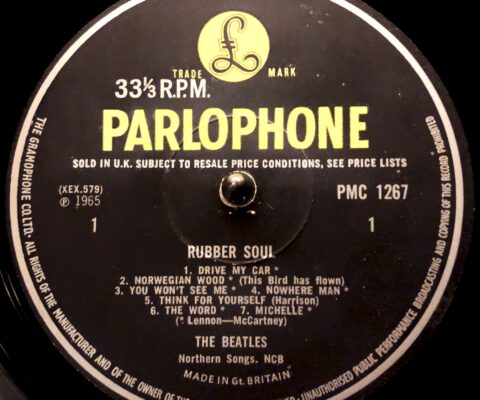 £
TRADE MARK
33⅓ R.P.M.
PARLOPHONE
SOLD IN U.K. SUBJECT TO RESALE PRICE CONDITIONS, SEE PRICE LISTS
(XEX.579)
℗ 1965
PMC 1267
1
1
RUBBER SOUL
1. DRIVE MY CAR *
2. NORWEGIAN WOOD * (This Bird has flown)
3. YOU WON'T SEE ME * 4. NOWHERE MAN *
5. THINK FOR YOURSELF (Harrison)
6. THE WORD * 7. MICHELLE *
(* Lennon—McCartney)
THE BEATLES
Northern Songs. NCB
MADE IN Gt. BRITAIN
THE GRAMOPHONE CO. LTD. · ALL RIGHTS OF THE MANUFACTURER AND OF THE OWNER OF THE
UNAUTHORISED PUBLIC PERFORMANCE BROADCASTING AND COPYING OF THIS RECORD PROHIBITED